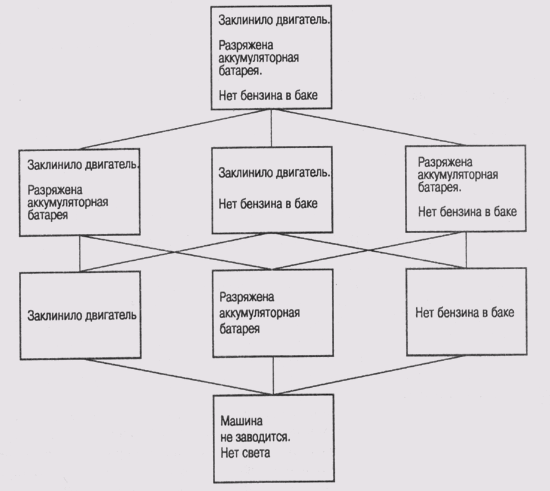 Заклинило двигатель.
Разряжена
аккумуляторная
батарея.
Нет бензина в баке
Заклинило двигатель.
Разряжена
аккумуляторная
батарея
Заклинило двигатель.
Нет бензина в баке
Разряжена
аккумуляторная
батарея.
Нет бензина в баке
Заклинило двигатель
Разряжена
аккумуляторная
батарея
Нет бензина в баке
Машина
не заводится.
Нет света